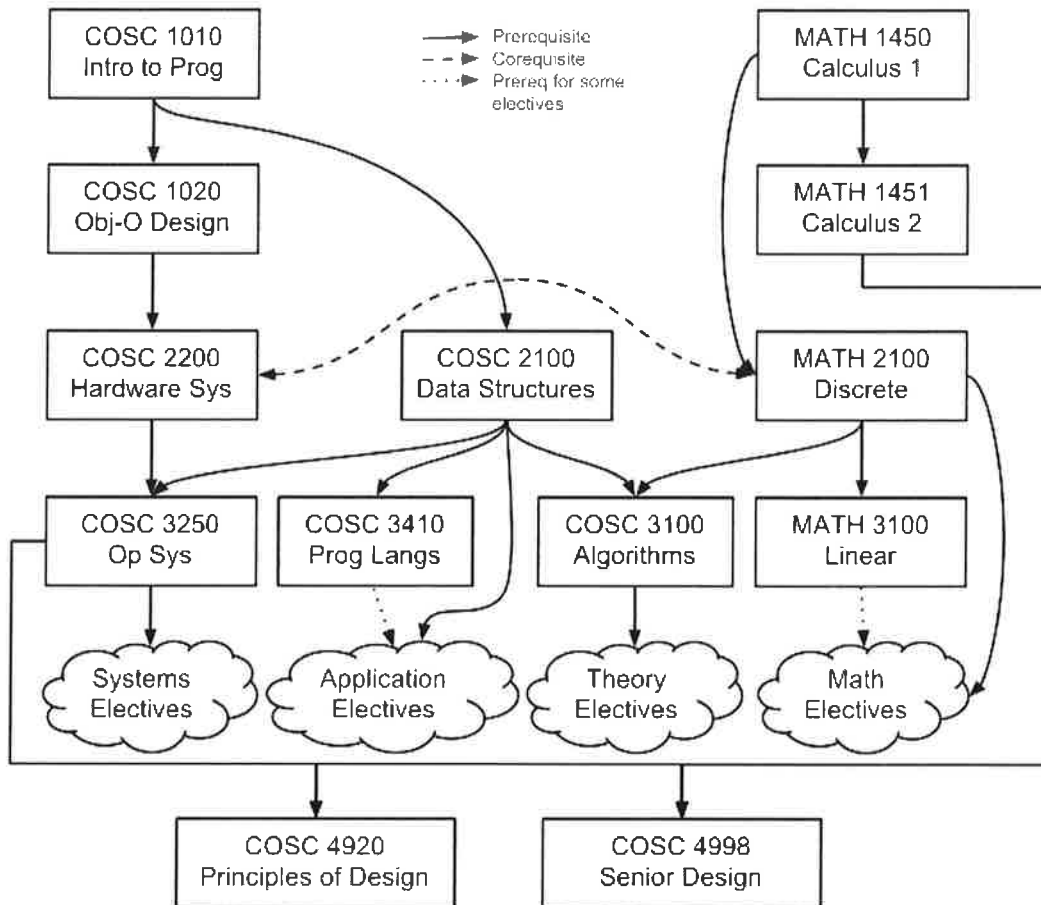 COSC 1010
Intro to Prog
Prerequisite
Corequisite
Prereq for some
electives
MATH 1450
Calculus 1
COSC 1020
Obj-O Design
MATH 1451
Calculus 2
COSC 2200
Hardware Sys
COSC 2100
Data Structures
MATH 2100
Discrete
COSC 3250
Op Sys
COSC 3410
Prog Langs
COSC 3100
Algorithms
MATH 3100
Linear
Systems
Electives
Application
Electives
Theory
Electives
Math
Electives
COSC 4920
Principles of Design
COSC 4998
Senior Design